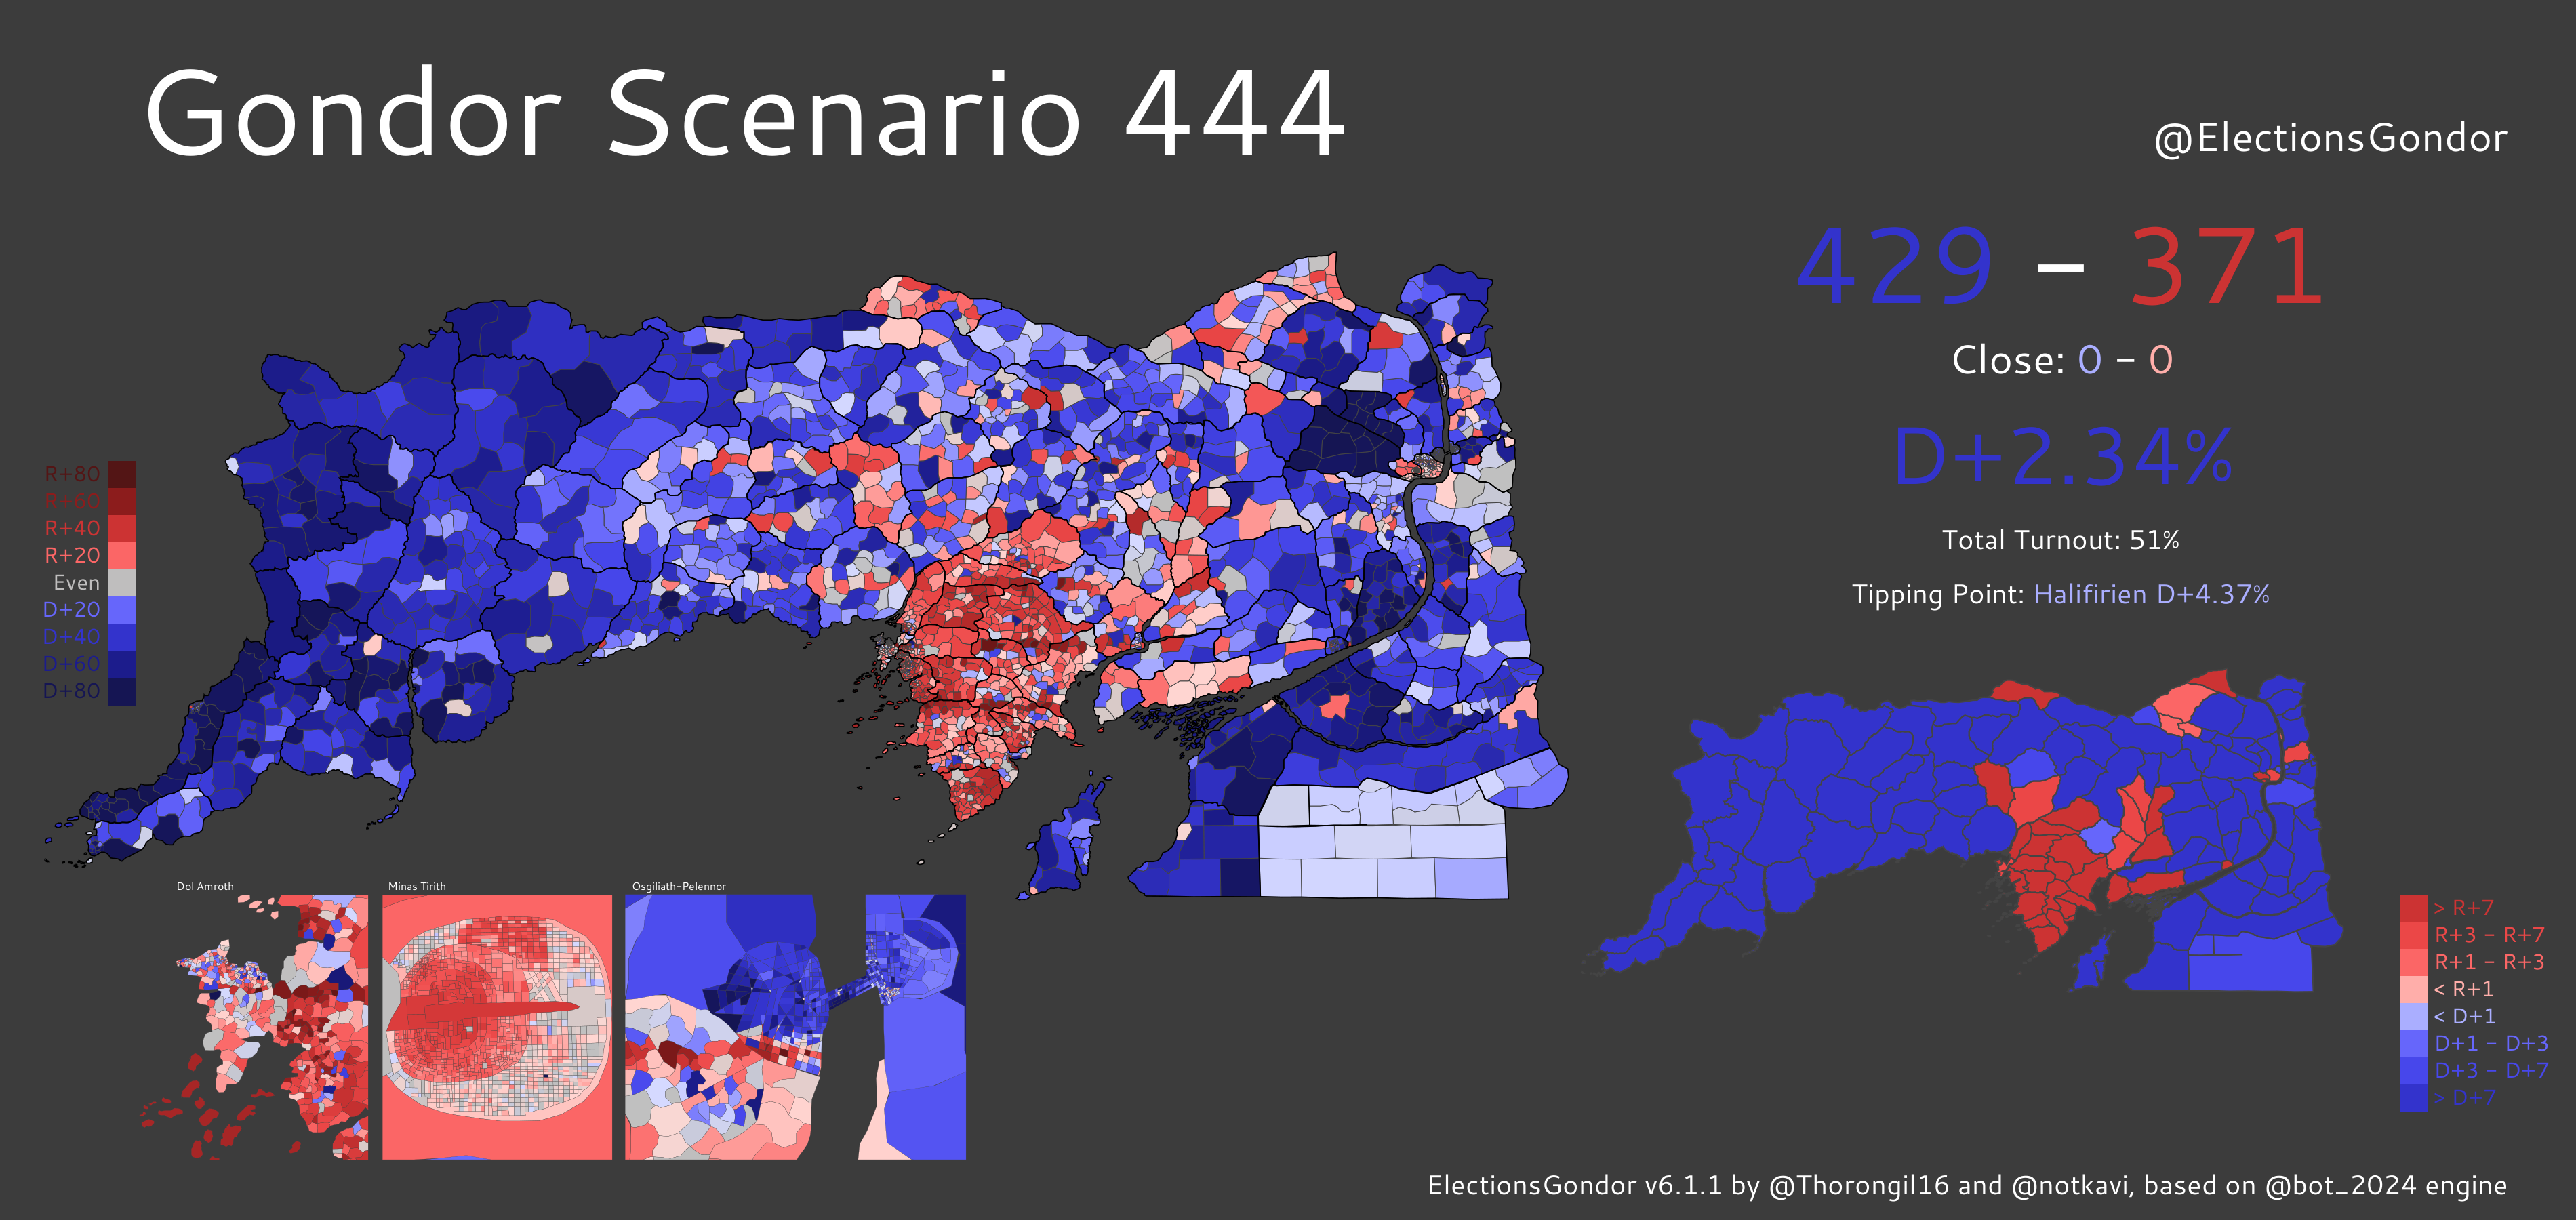 Gondor Scenario 444
@ElectionsGondor
429 – 371
Close: 0 - 0
D+2.34%
Total Turnout: 51%
Tipping Point: Halifirien D+4.37%
R+80
R+60
R+40
R+20
Even
D+20
D+40
D+60
D+80
Dol Amroth
Minas Tirith
Osgiliath-Pelennor
> R+7
R+3 - R+7
R+1 - R+3
< R+1
< D+1
D+1 - D+3
D+3 - D+7
> D+7
ElectionsGondor v6.1.1 by @Thorongil16 and @notkavi, based on @bot_2024 engine